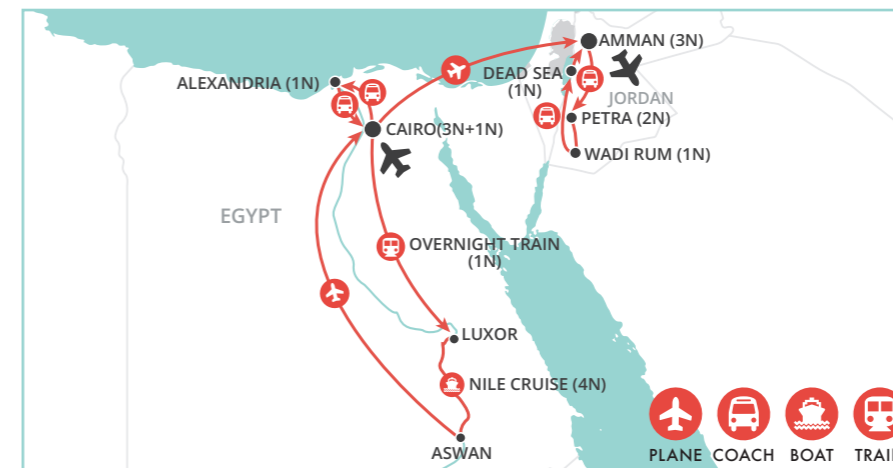 AMMAN (3N)
ALEXANDRIA (1N)
DEAD SEA
(1N)
JORDAN
PETRA (2N)
CAIRO(3N+1N)
WADI RUM (1N)
EGYPT
OVERNIGHT TRAIN
(1N)
LUXOR
NILE CRUISE (4N)
ASWAN
PLANE COACH BOAT TRAI